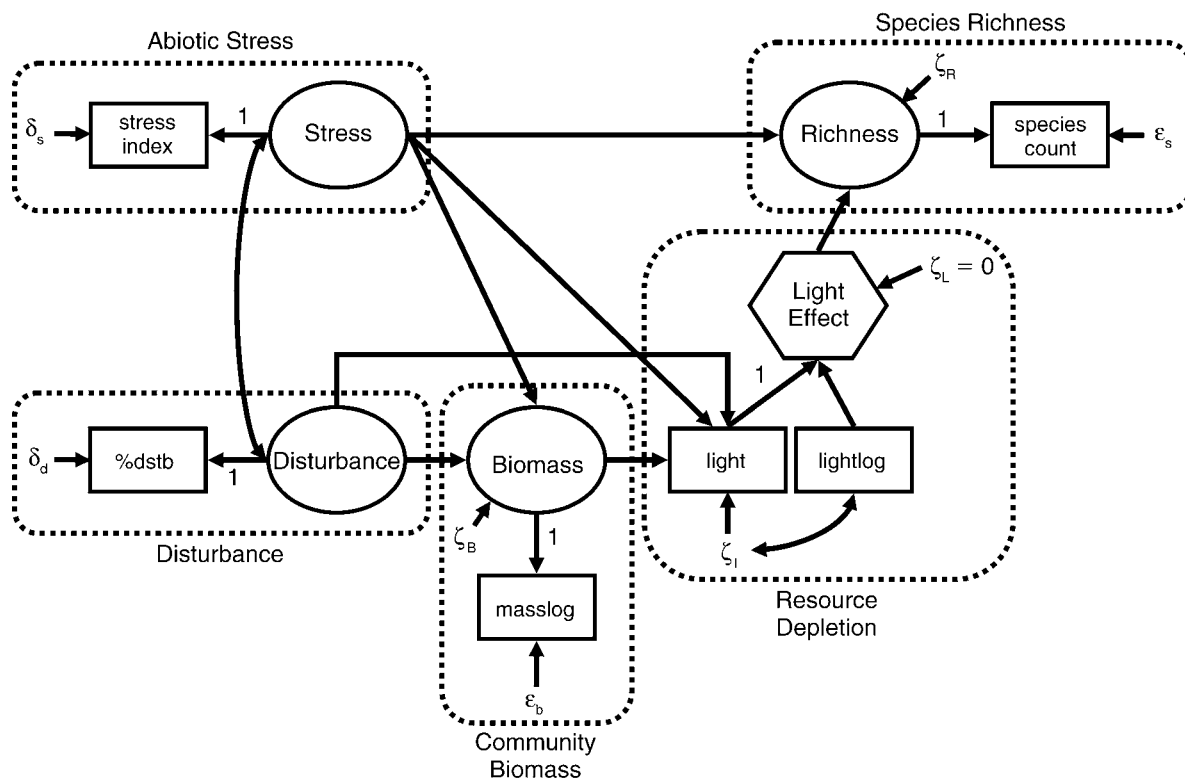 Abiotic Stress
Species Richness
δs
stress
index
1
Stress
Richness
ζR
1
species
count
εs
Light
Effect
ζL = 0
1
δd
%dstb
1
Disturbance
Biomass
light
lightlog
Disturbance
ζB
1
ζI
masslog
Resource
Depletion
εb
Community
Biomass